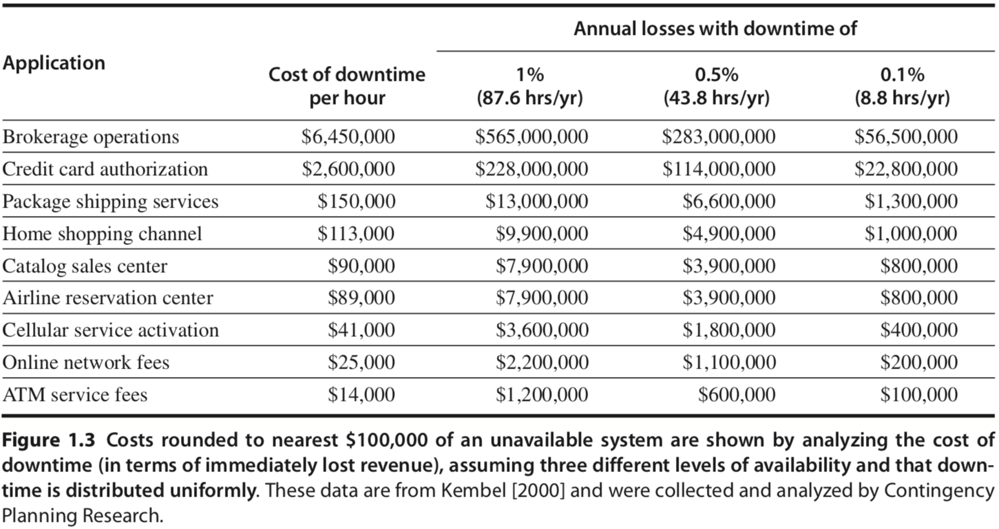 Annual losses with downtime of
Application
Cost of downtime per hour 1% (87.6 hrs/yr) 0.5% (43.8 hrs/yr) 0.1% (8.8 hrs/yr)
Brokerage operations $6,450,000 $565,000,000 $283,000,000 $56,500,000
Credit card authorization $2,600,000 $228,000,000 $114,000,000 $22,800,000
Package shipping services $150,000 $13,000,000 $6,600,000 $1,300,000
Home shopping channel $113,000 $9,900,000 $4,900,000 $1,000,000
Catalog sales center $90,000 $7,900,000 $3,900,000 $800,000
Airline reservation center $89,000 $7,900,000 $3,900,000 $800,000
Cellular service activation $41,000 $3,600,000 $1,800,000 $400,000
Online network fees $25,000 $2,200,000 $1,100,000 $200,000
ATM service fees $14,000 $1,200,000 $600,000 $100,000
Figure 1.3 Costs rounded to nearest $100,000 of an unavailable system are shown by analyzing the cost of
downtime (in terms of immediately lost revenue), assuming three different levels of availability and that down-
time is distributed uniformly. These data are from Kembel [2000] and were collected and analyzed by Contingency
Planning Research.